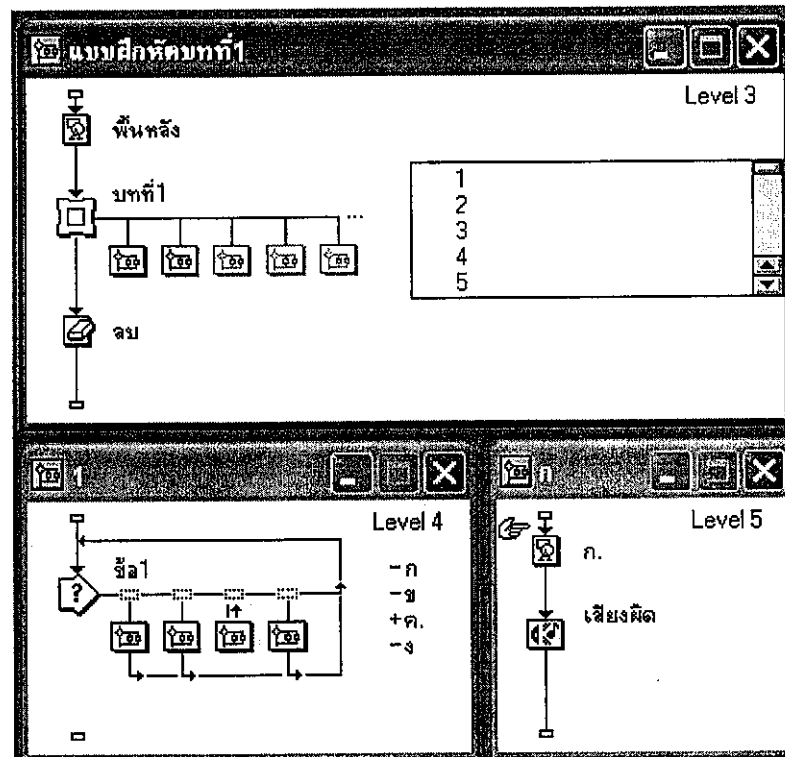 แบบฝึกหัดบทที่1
Level 3
พื้นหลัง
บทที่1
...
1
2
3
4
5
ลบ
1
Level 4
ข้อ1
?
-ก
-ข
+ค.
-ง
ก
Level 5
ก.
เสียงผิด